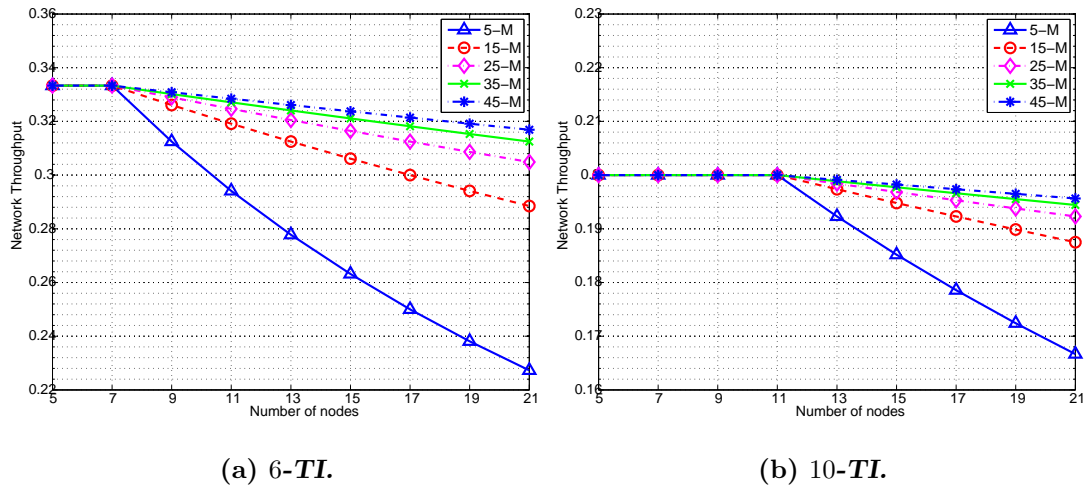 0.36
0.34
0.32
0.3
0.28
0.26
0.24
0.22
5 7 9 11 13 15 17 19 21
Network Throughput
Number of nodes
5−M
15−M
25−M
35−M
45−M
(a) 6-TI.
0.23
0.22
0.21
0.2
0.19
0.18
0.17
0.16
5 7 9 11 13 15 17 19 21
Network Throughput
Number of nodes
5−M
15−M
25−M
35−M
45−M
(b) 10-TI.